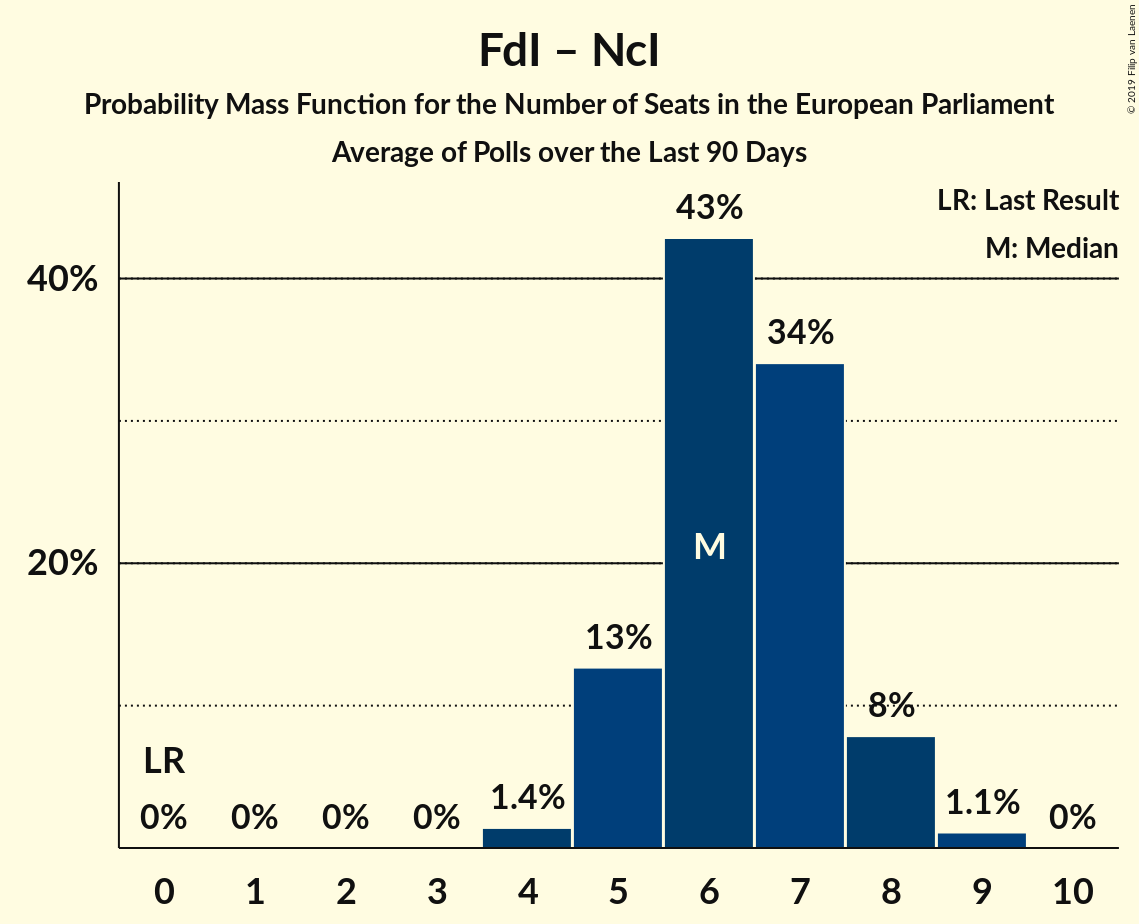 FdI – NcI
Probability Mass Function for the Number of Seats in the European Parliament
Average of Polls over the Last 90 Days
© 2019 Filip van Laenen
LR: Last Result
M: Median
43%
40%
34%
M
20%
13%
8%
LR
1.4%
1.1%
0% 0% 0% 0% 0%
0 1 2 3 4 5 6 7 8 9 10